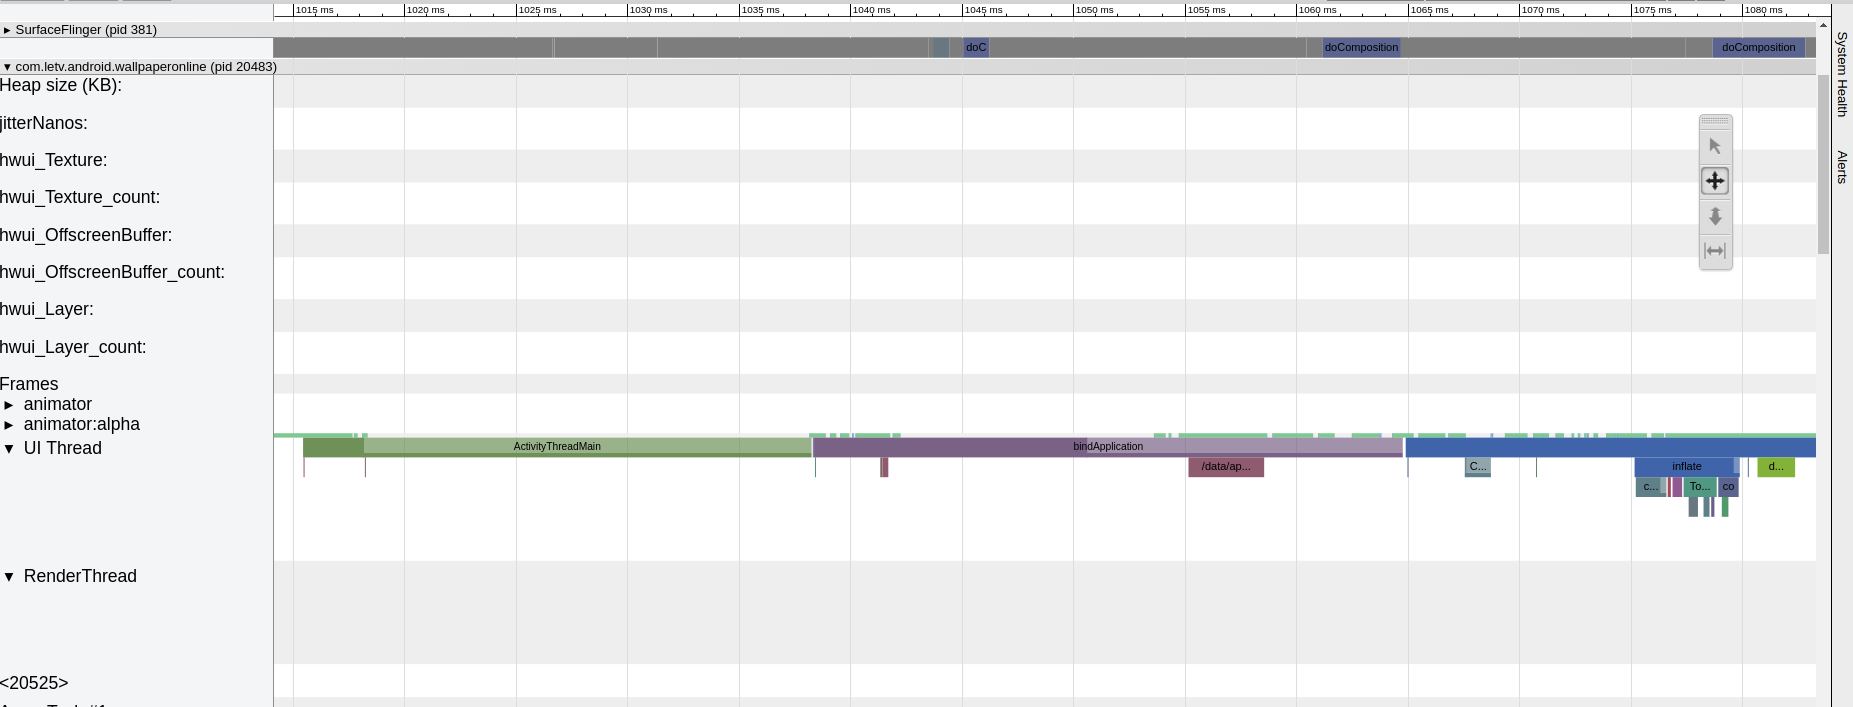 1015 ms 1020 ms 1025 ms 1030 ms 1035 ms 1040 ms 1045 ms 1050 ms 1055 ms 1060 ms 1065 ms 1070 ms 1075 ms 1080 ms
SurfaceFlinger (pid 381)
doC doComposition doComposition
com.letv.android.wallpaperonline (pid 20483)
Heap size (KB):
jitterNanos:
hwui_Texture:
hwui_Texture_count:
hwui_OffscreenBuffer:
hwui_OffscreenBuffer_count:
hwui_Layer:
hwui_Layer_count:
Frames
animator
animator:alpha
UI Thread
ActivityThreadMain bindApplication
/data/ap... C... inflate d...
c... To... co
RenderThread
<20525>
System Health
Alerts